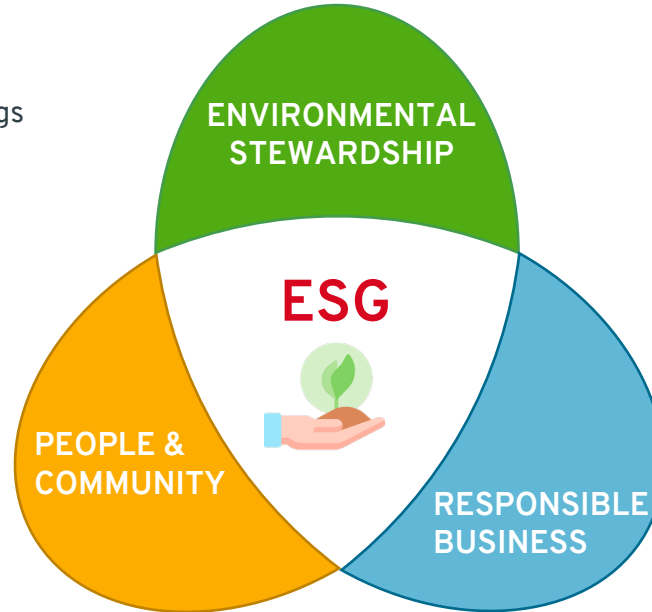 gs
ENVIRONMENTAL
STEWARDSHIP
ESG
PEOPLE &
COMMUNITY
RESPONSIBLE
BUSINESS